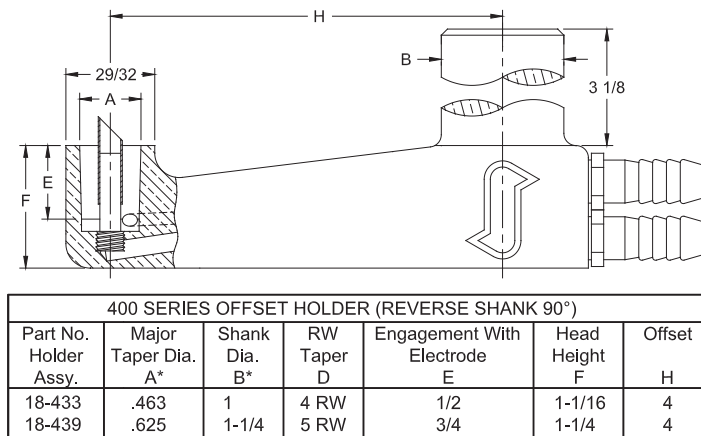 H
29/32
A
B
3 1/8
E
F
400 SERIES OFFSET HOLDER (REVERSE SHANK 90°)
Part No. Holder Assy. Major Taper Dia. A* Shank Dia. B* RW Taper D Engagement With Electrode E Head Height F Offset H
18-433 .463 1 4 RW 1/2 1-1/16 4
18-439 .625 1-1/4 5 RW 3/4 1-1/4 4